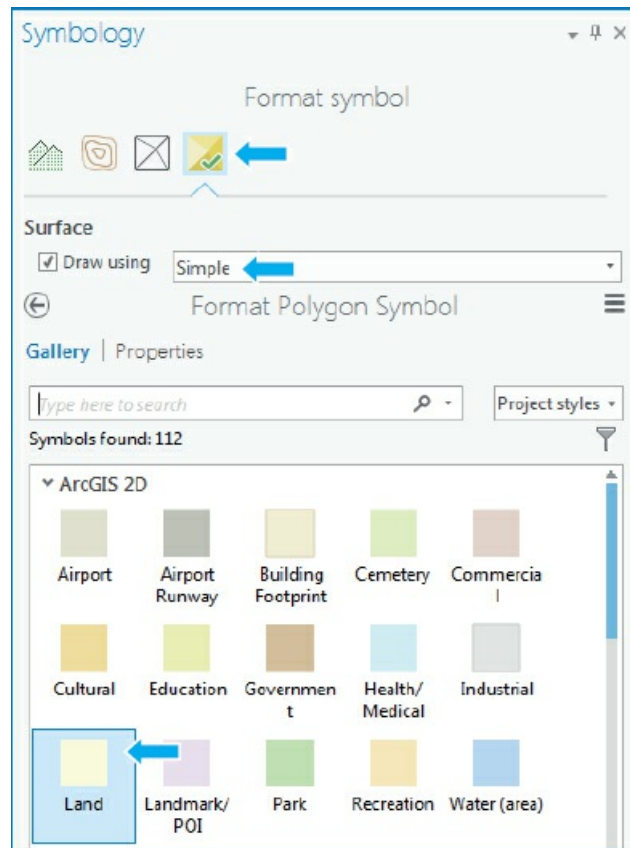 Symbology
Format symbol
Surface
Draw using Simple
Format Polygon Symbol
Gallery | Properties
Type here to search Project styles
Symbols found: 112
ArcGIS 2D
Airport Airport Building Cemetery Commercia
Runway Footprint l
Cultural Education Governmen Health/ Industrial
t Medical
Land Landmark/ Park Recreation Water (area)
POI